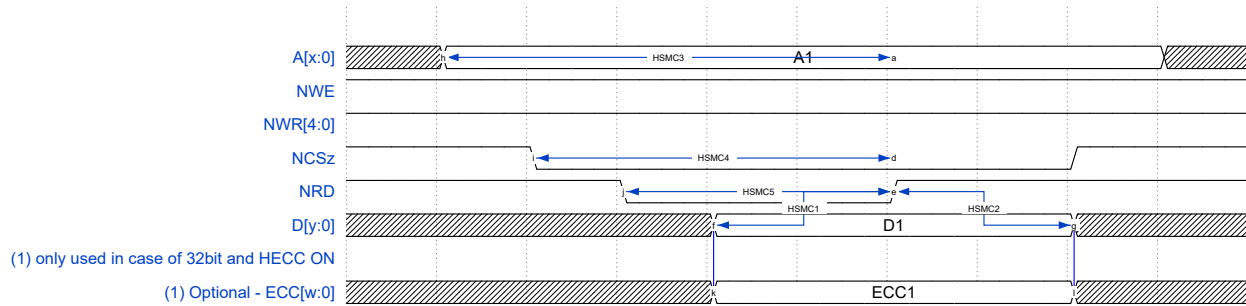 A[x:0] h HSMC3 A1 a
NWE
NWR[4:0]
NCSz i HSMC4 d
NRD j HSMC5 e
HSMC1 HSMC2
D[y:0] f D1 g
(1) only used in case of 32bit and HECC ON
(1) Optional - ECC[w:0] k ECC1 l